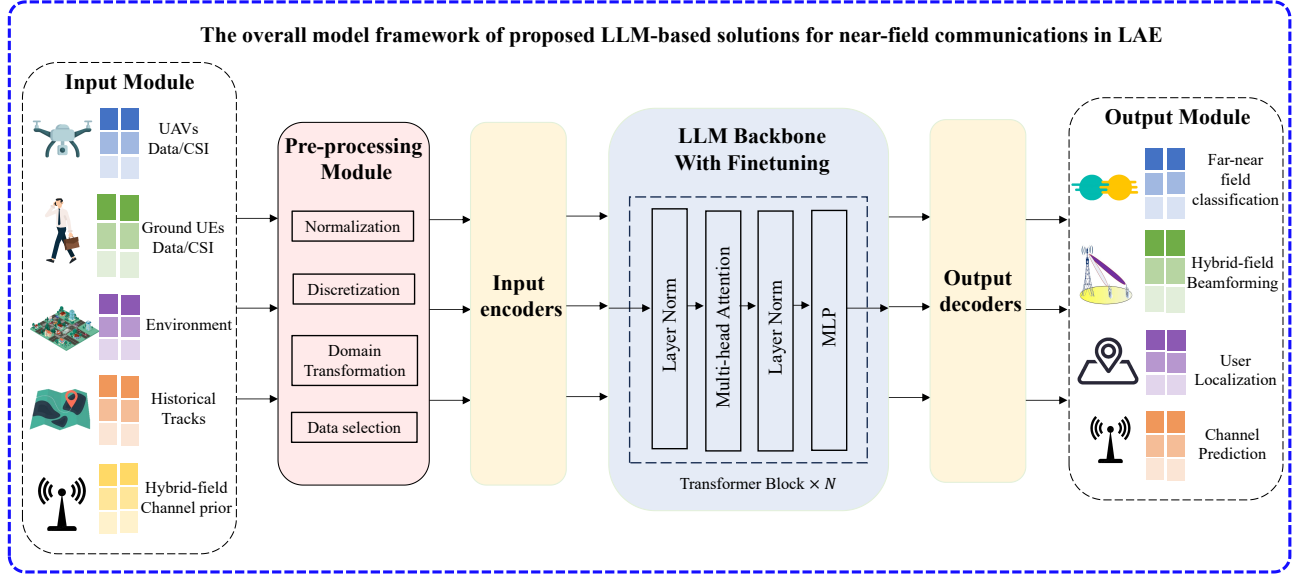 The overall model framework of proposed LLM-based solutions for near-field communications in LAE
Input Module
UAVs
Data/CSI
Ground UEs
Data/CSI
Environment
Historical
Tracks
Hybrid-field
Channel prior
Pre-processing
Module
Normalization
Discretization
Domain
Transformation
Data selection
Input
encoders
LLM Backbone
With Finetuning
Layer Norm
Multi-head Attention
Layer Norm
MLP
Transformer Block × N
Output
decoders
Output Module
Far-near
field
classification
Hybrid-field
Beamforming
User
Localization
Channel
Prediction